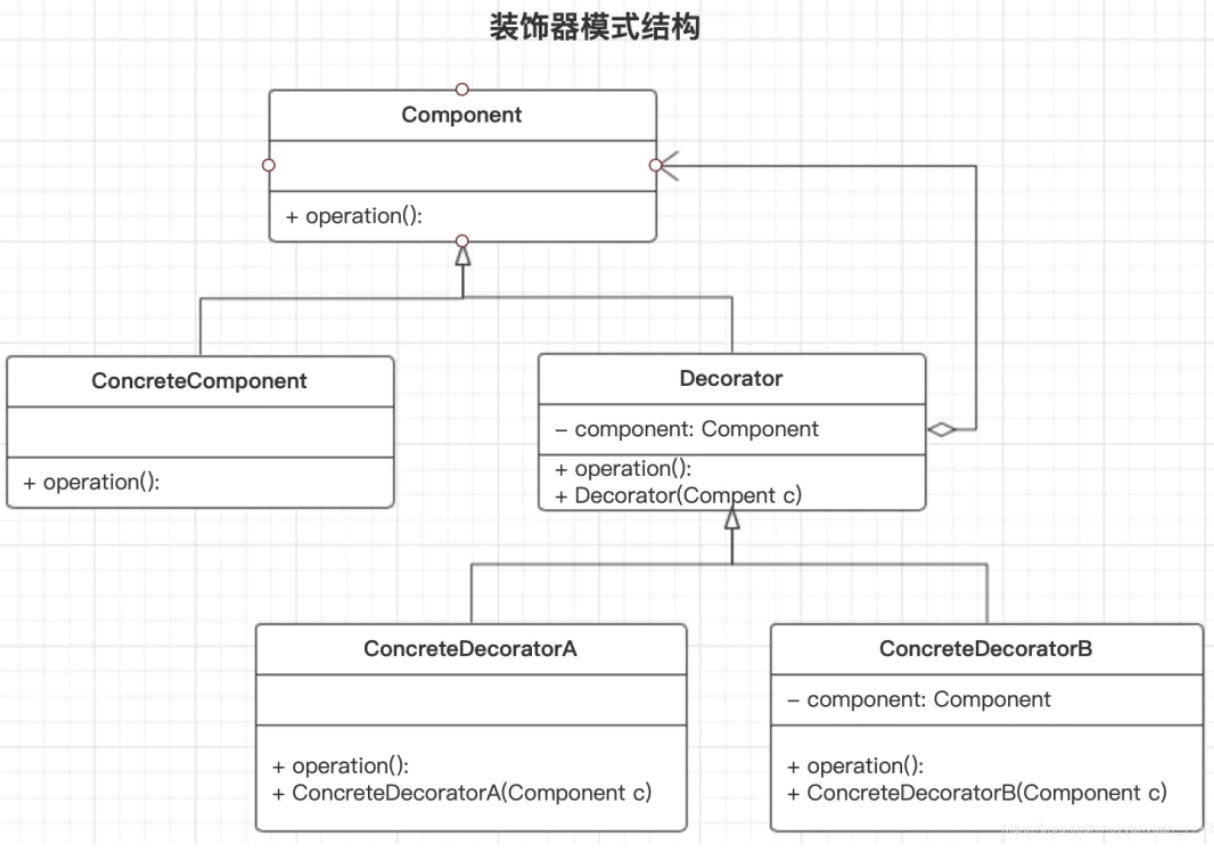 装饰器模式结构
Component
+ operation():
ConcreteComponent
+ operation():
Decorator
– component: Component
+ operation():
+ Decorator(Compent c)
ConcreteDecoratorA
+ operation():
+ ConcreteDecoratorA(Component c)
ConcreteDecoratorB
– component: Component
+ operation():
+ ConcreteDecoratorB(Component c)